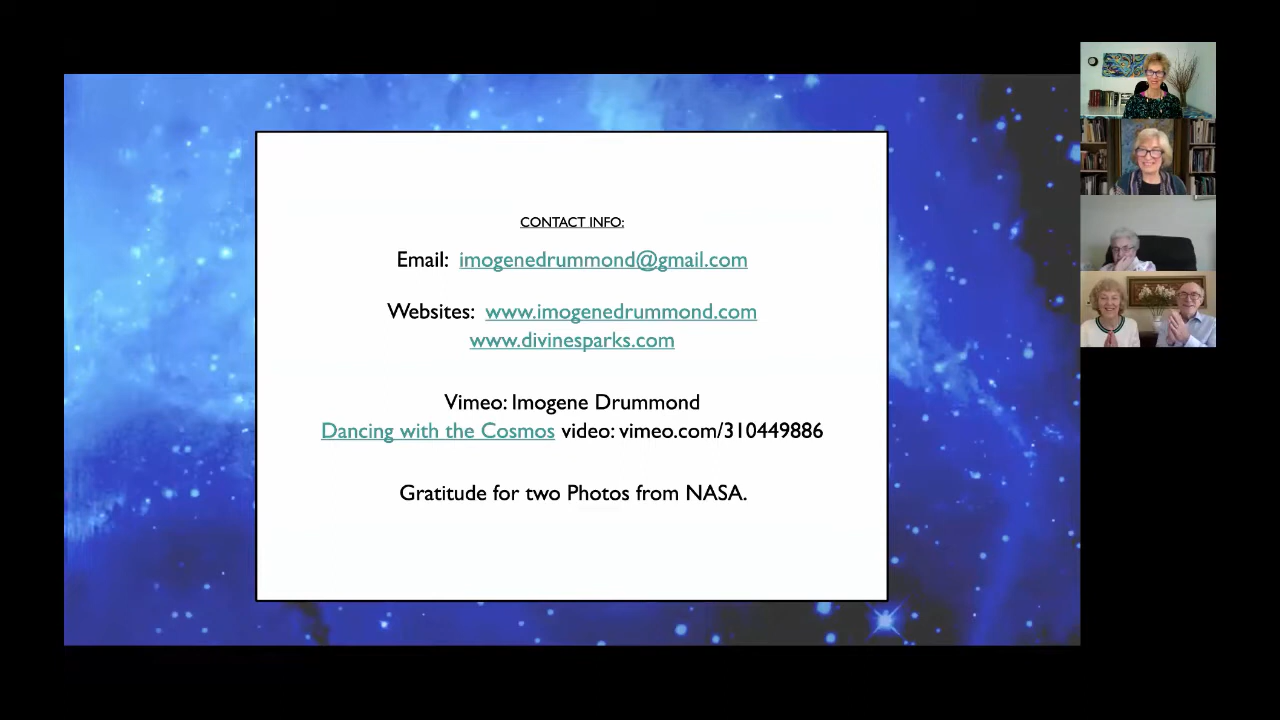 CONTACT INFO:
Email: imogenedrummond@gmail.com
Websites: www.imogenedrummond.com
www.divinesparks.com
Vimeo: Imogene Drummond
Dancing with the Cosmos video: vimeo.com/310449886
Gratitude for two Photos from NASA.